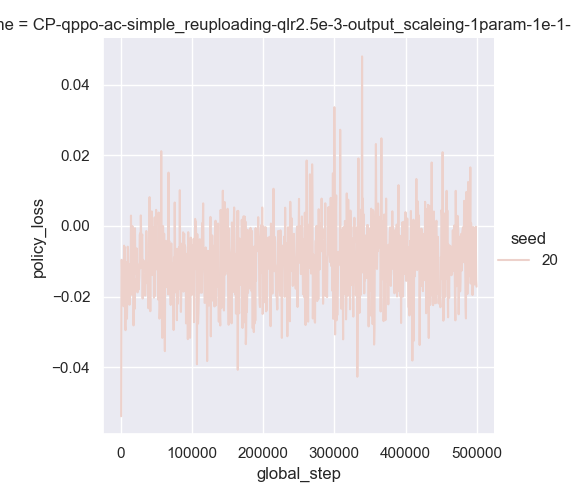 ne = CP-qppo-ac-simple_reuploading-qlr2.5e-3-output_scaleing-1param-1e-1-
0.04
0.02
0.00
−0.02
−0.04
policy_loss
0 100000 200000 300000 400000 500000
global_step
seed
20